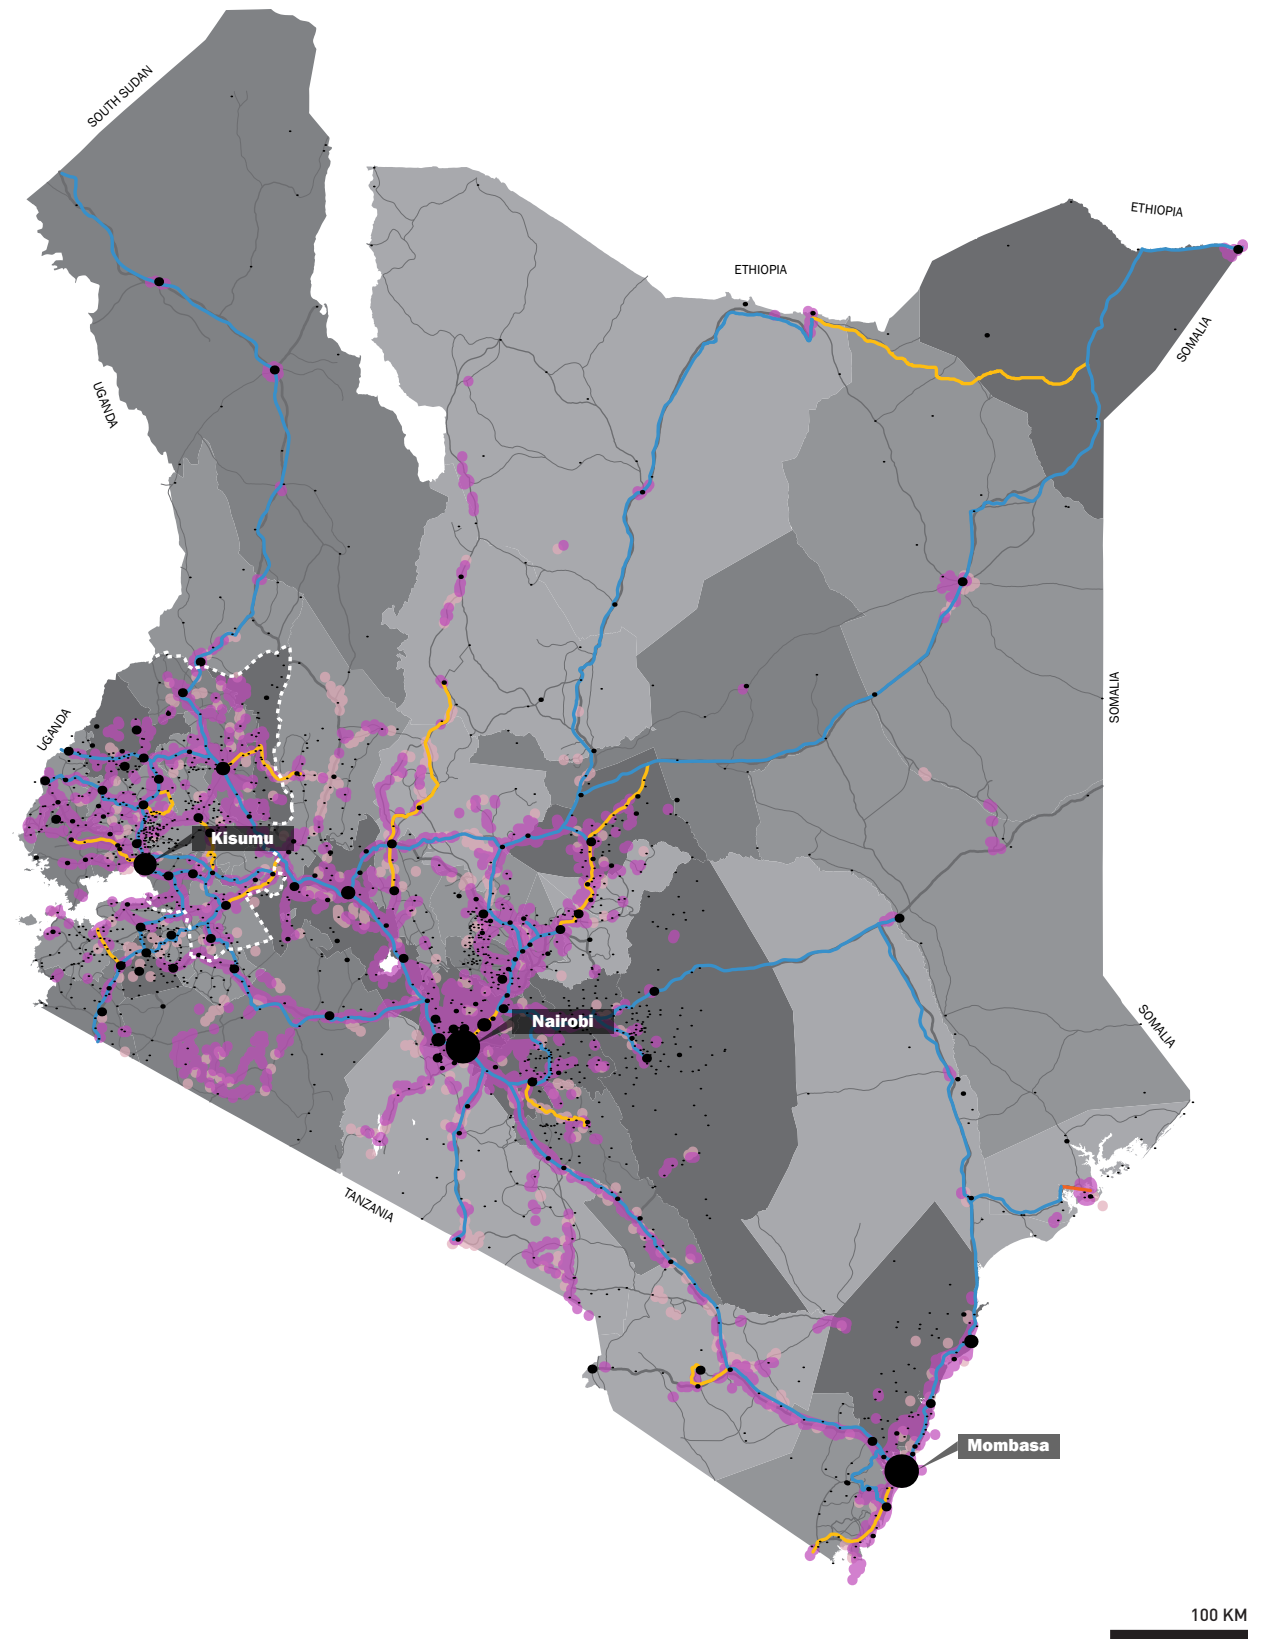 SOUTH SUDAN
ETHIOPIA
ETHIOPIA
SOMALIA
UGANDA
SOMALIA
UGANDA
Kisumu
Nairobi
SOMALIA
TANZANIA
Mombasa
100 KM